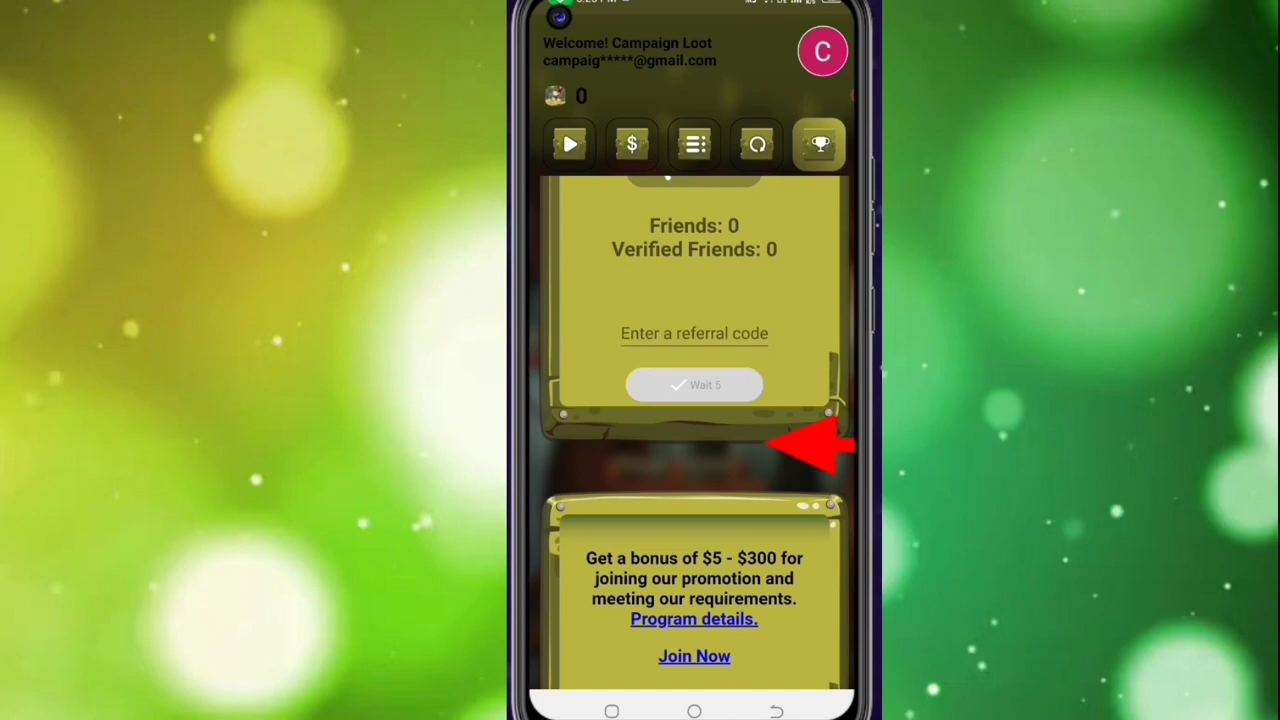 Welcome! Campaign Loot
campaig*****@gmail.com
C
0
$
Friends: 0
Verified Friends: 0
Enter a referral code
Wait 5
Get a bonus of $5 - $300 for
joining our promotion and
meeting our requirements.
Program details.
Join Now